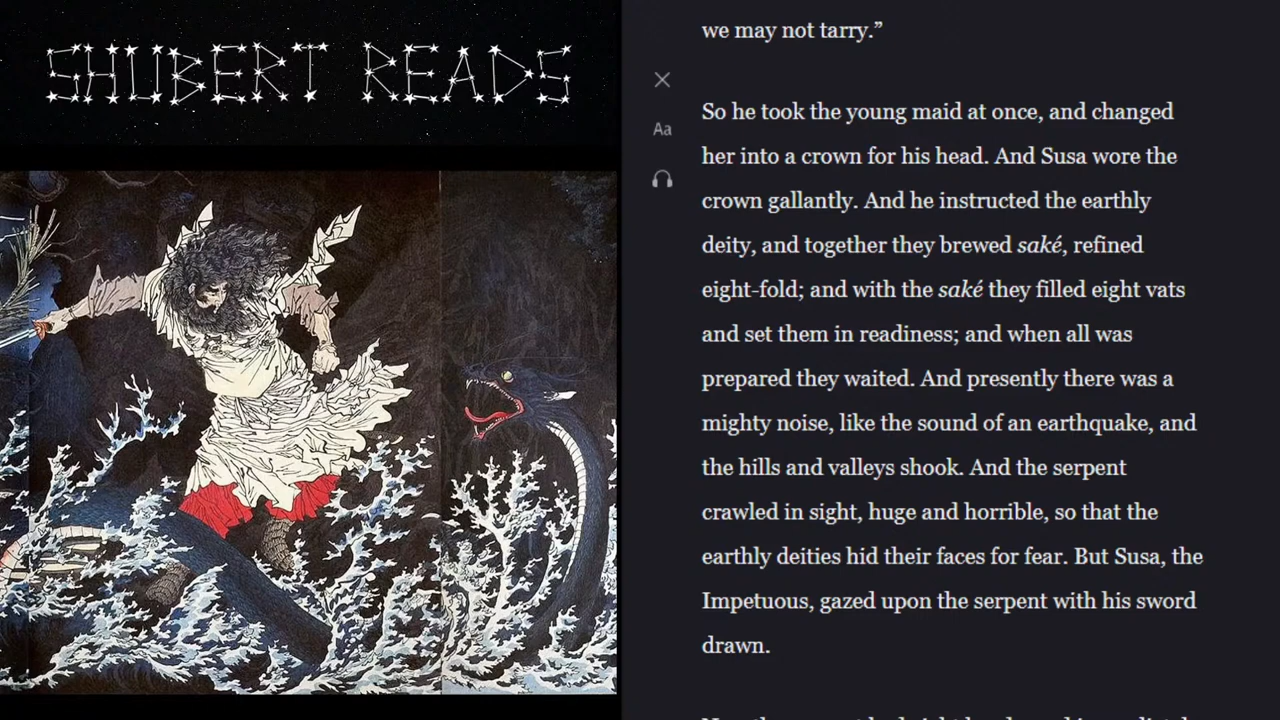 SHUBERT READS
we may not tarry.”
Aa
So he took the young maid at once, and changed
her into a crown for his head. And Susa wore the
crown gallantly. And he instructed the earthly
deity, and together they brewed saké, refined
eight-fold; and with the saké they filled eight vats
and set them in readiness; and when all was
prepared they waited. And presently there was a
mighty noise, like the sound of an earthquake, and
the hills and valleys shook. And the serpent
crawled in sight, huge and horrible, so that the
earthly deities hid their faces for fear. But Susa, the
Impetuous, gazed upon the serpent with his sword
drawn.